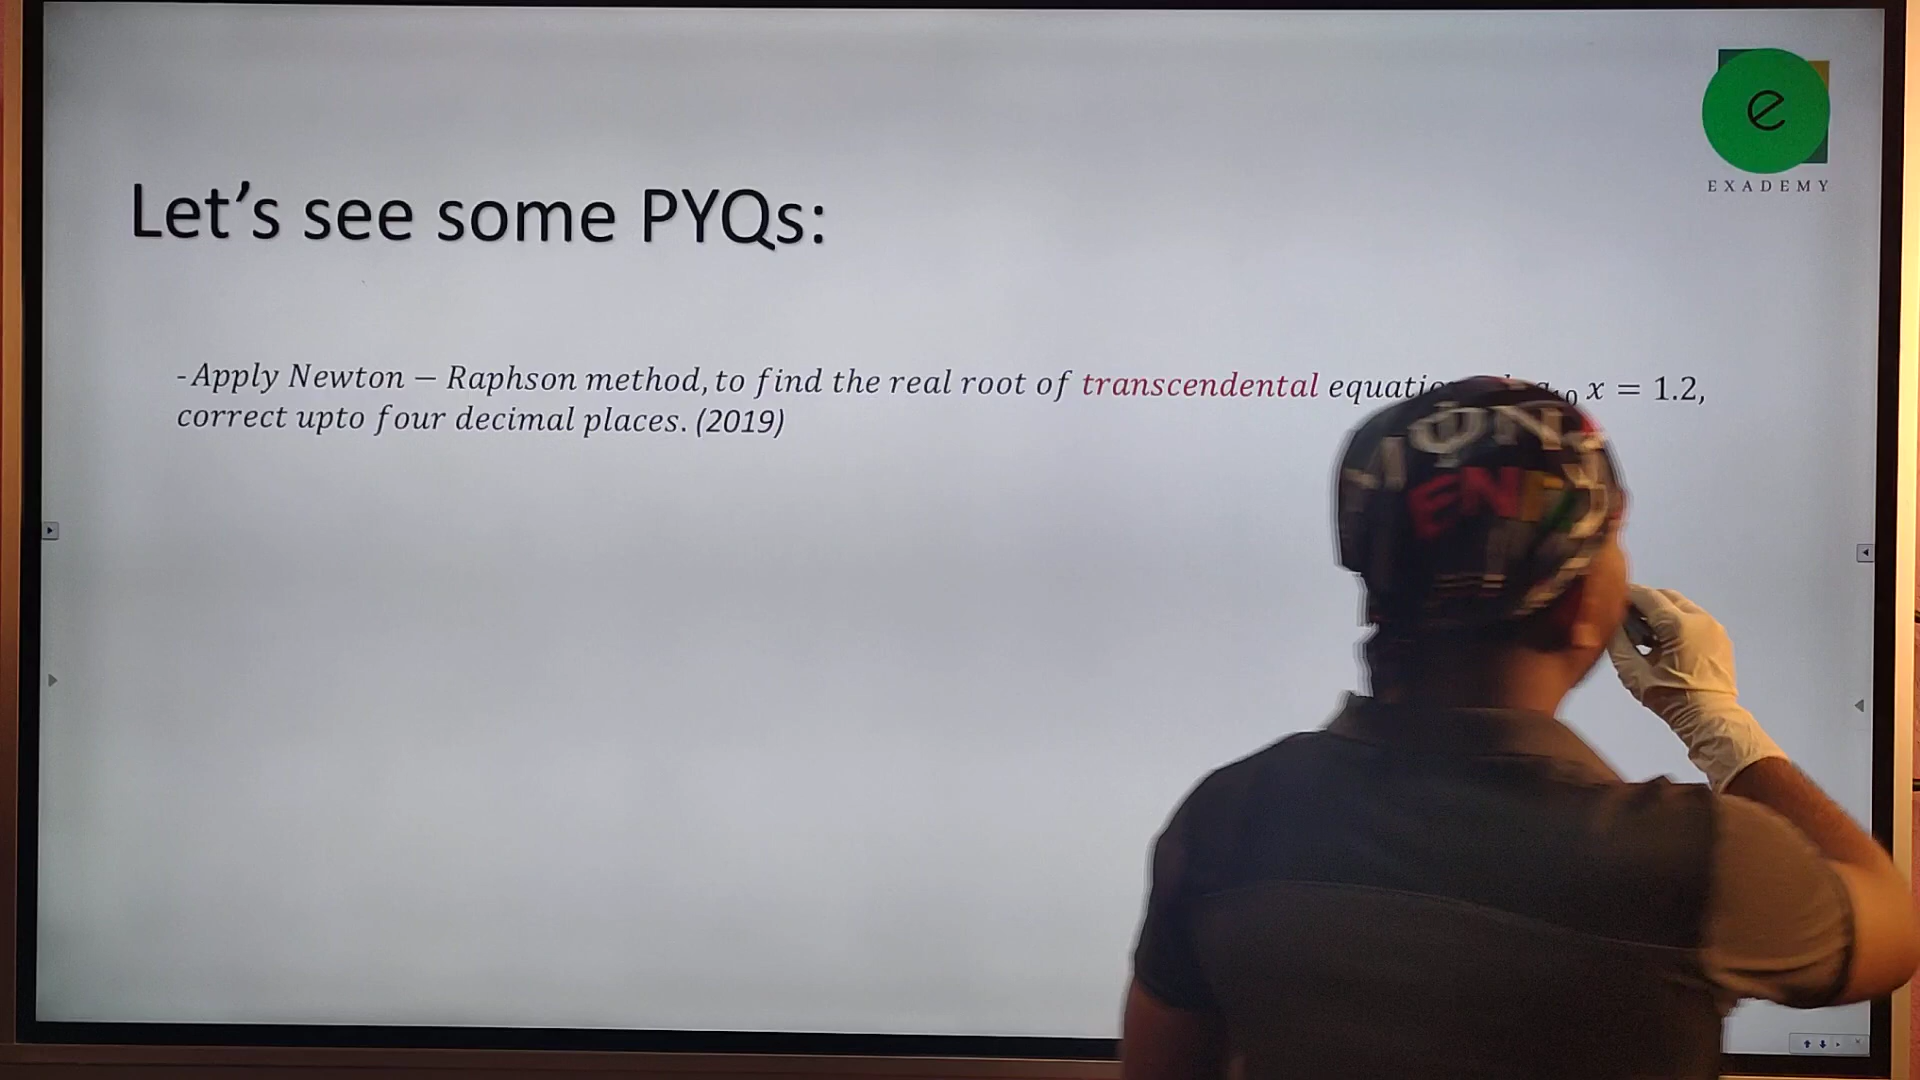 e
EXADEMY
Let's see some PYQs:
-Apply Newton − Raphson method, to find the real root of transcendental x = 1.2,
correct upto four decimal places. (2019)
EN